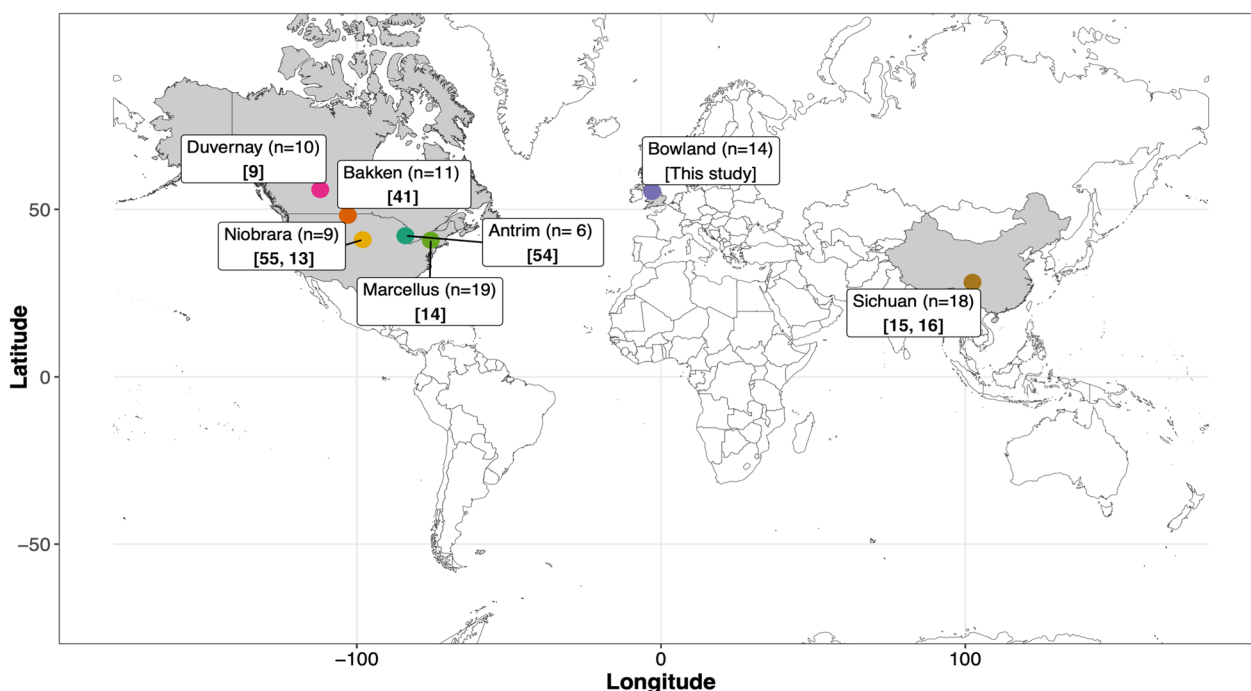 Duvernay (n=10)
[9]
Bakken (n=11)
[41]
Bowland (n=14)
[This study]
Niobrara (n=9)
[55, 13]
Antrim (n= 6)
[54]
Marcellus (n=19)
[14]
Sichuan (n=18)
[15, 16]
Latitude
50
0
−50
−100
0
100
Longitude